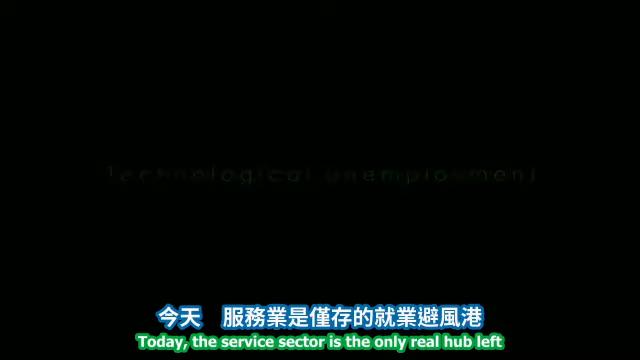 Technological unemployment
今天　服務業是僅存的就業避風港
Today, the service sector is the only real hub left